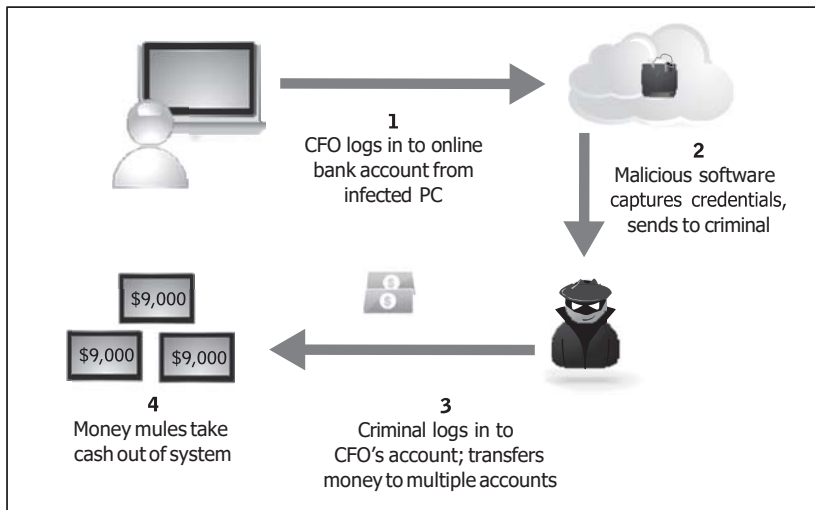 1
CFO logs in to online
bank account from
infected PC
2
Malicious software
captures credentials,
sends to criminal
$
$
3
Criminal logs in to
CFO’s account; transfers
money to multiple accounts
$9,000
$9,000 $9,000
4
Money mules take
cash out of system